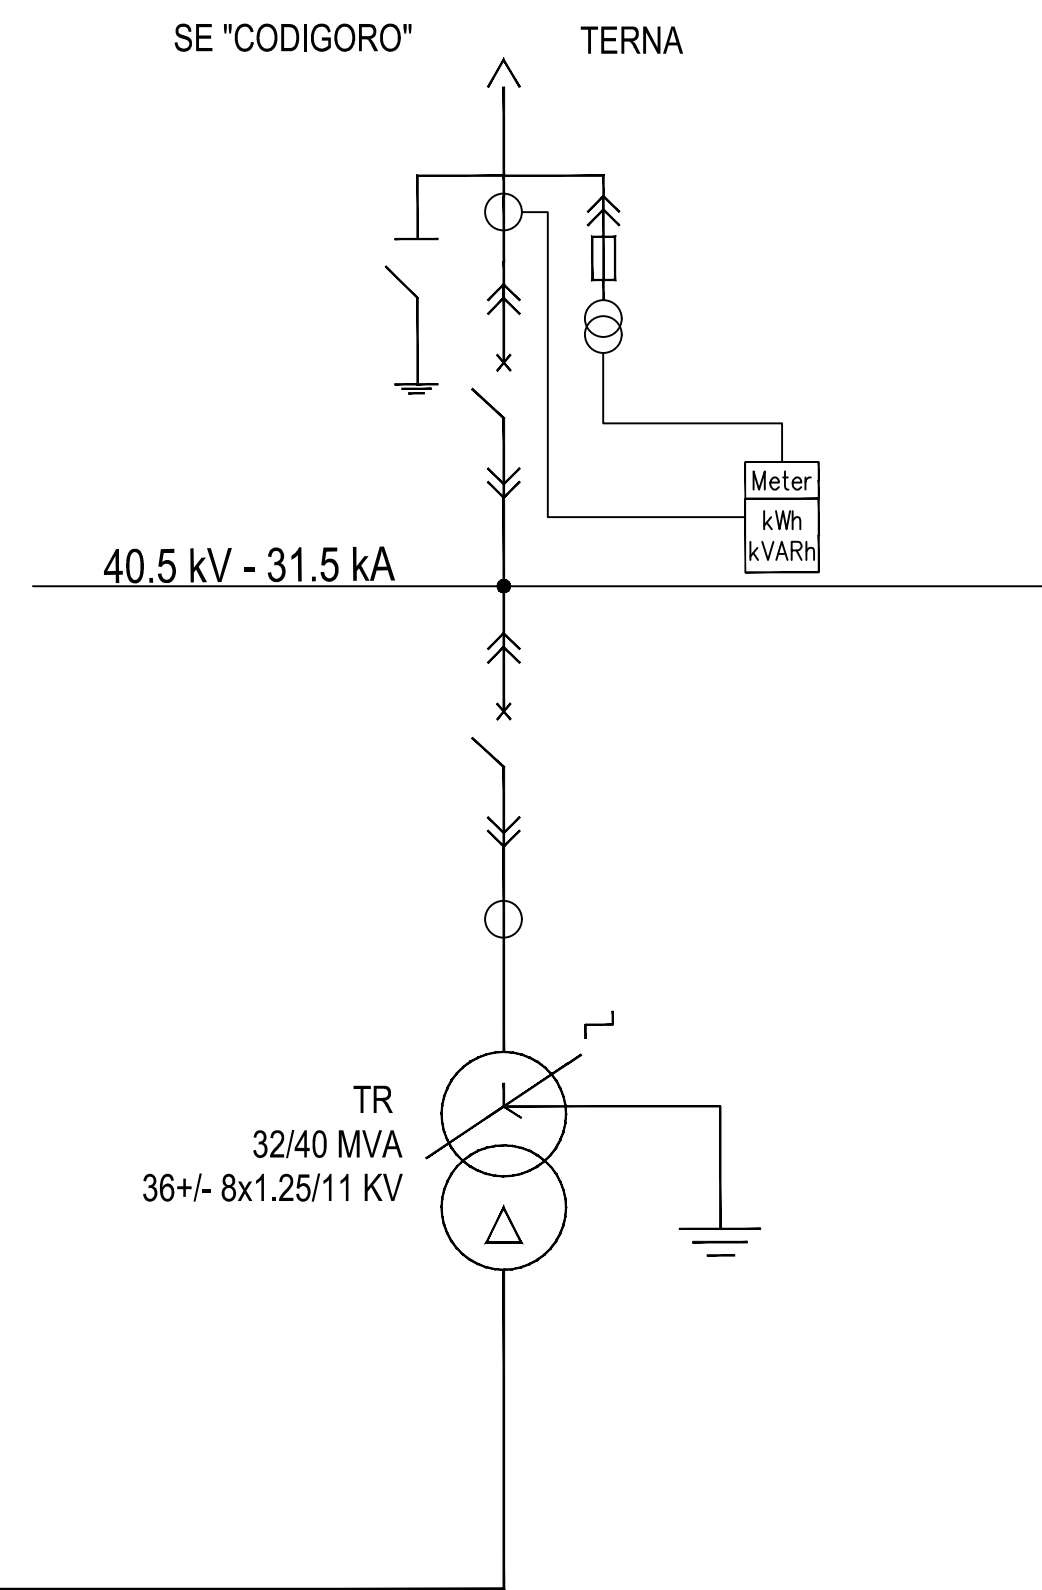 SE "CODIGORO" TERNA
Meter
kWh
kVARh
40.5 kV - 31.5 kA
TR
32/40 MVA
36+/- 8x1.25/11 KV